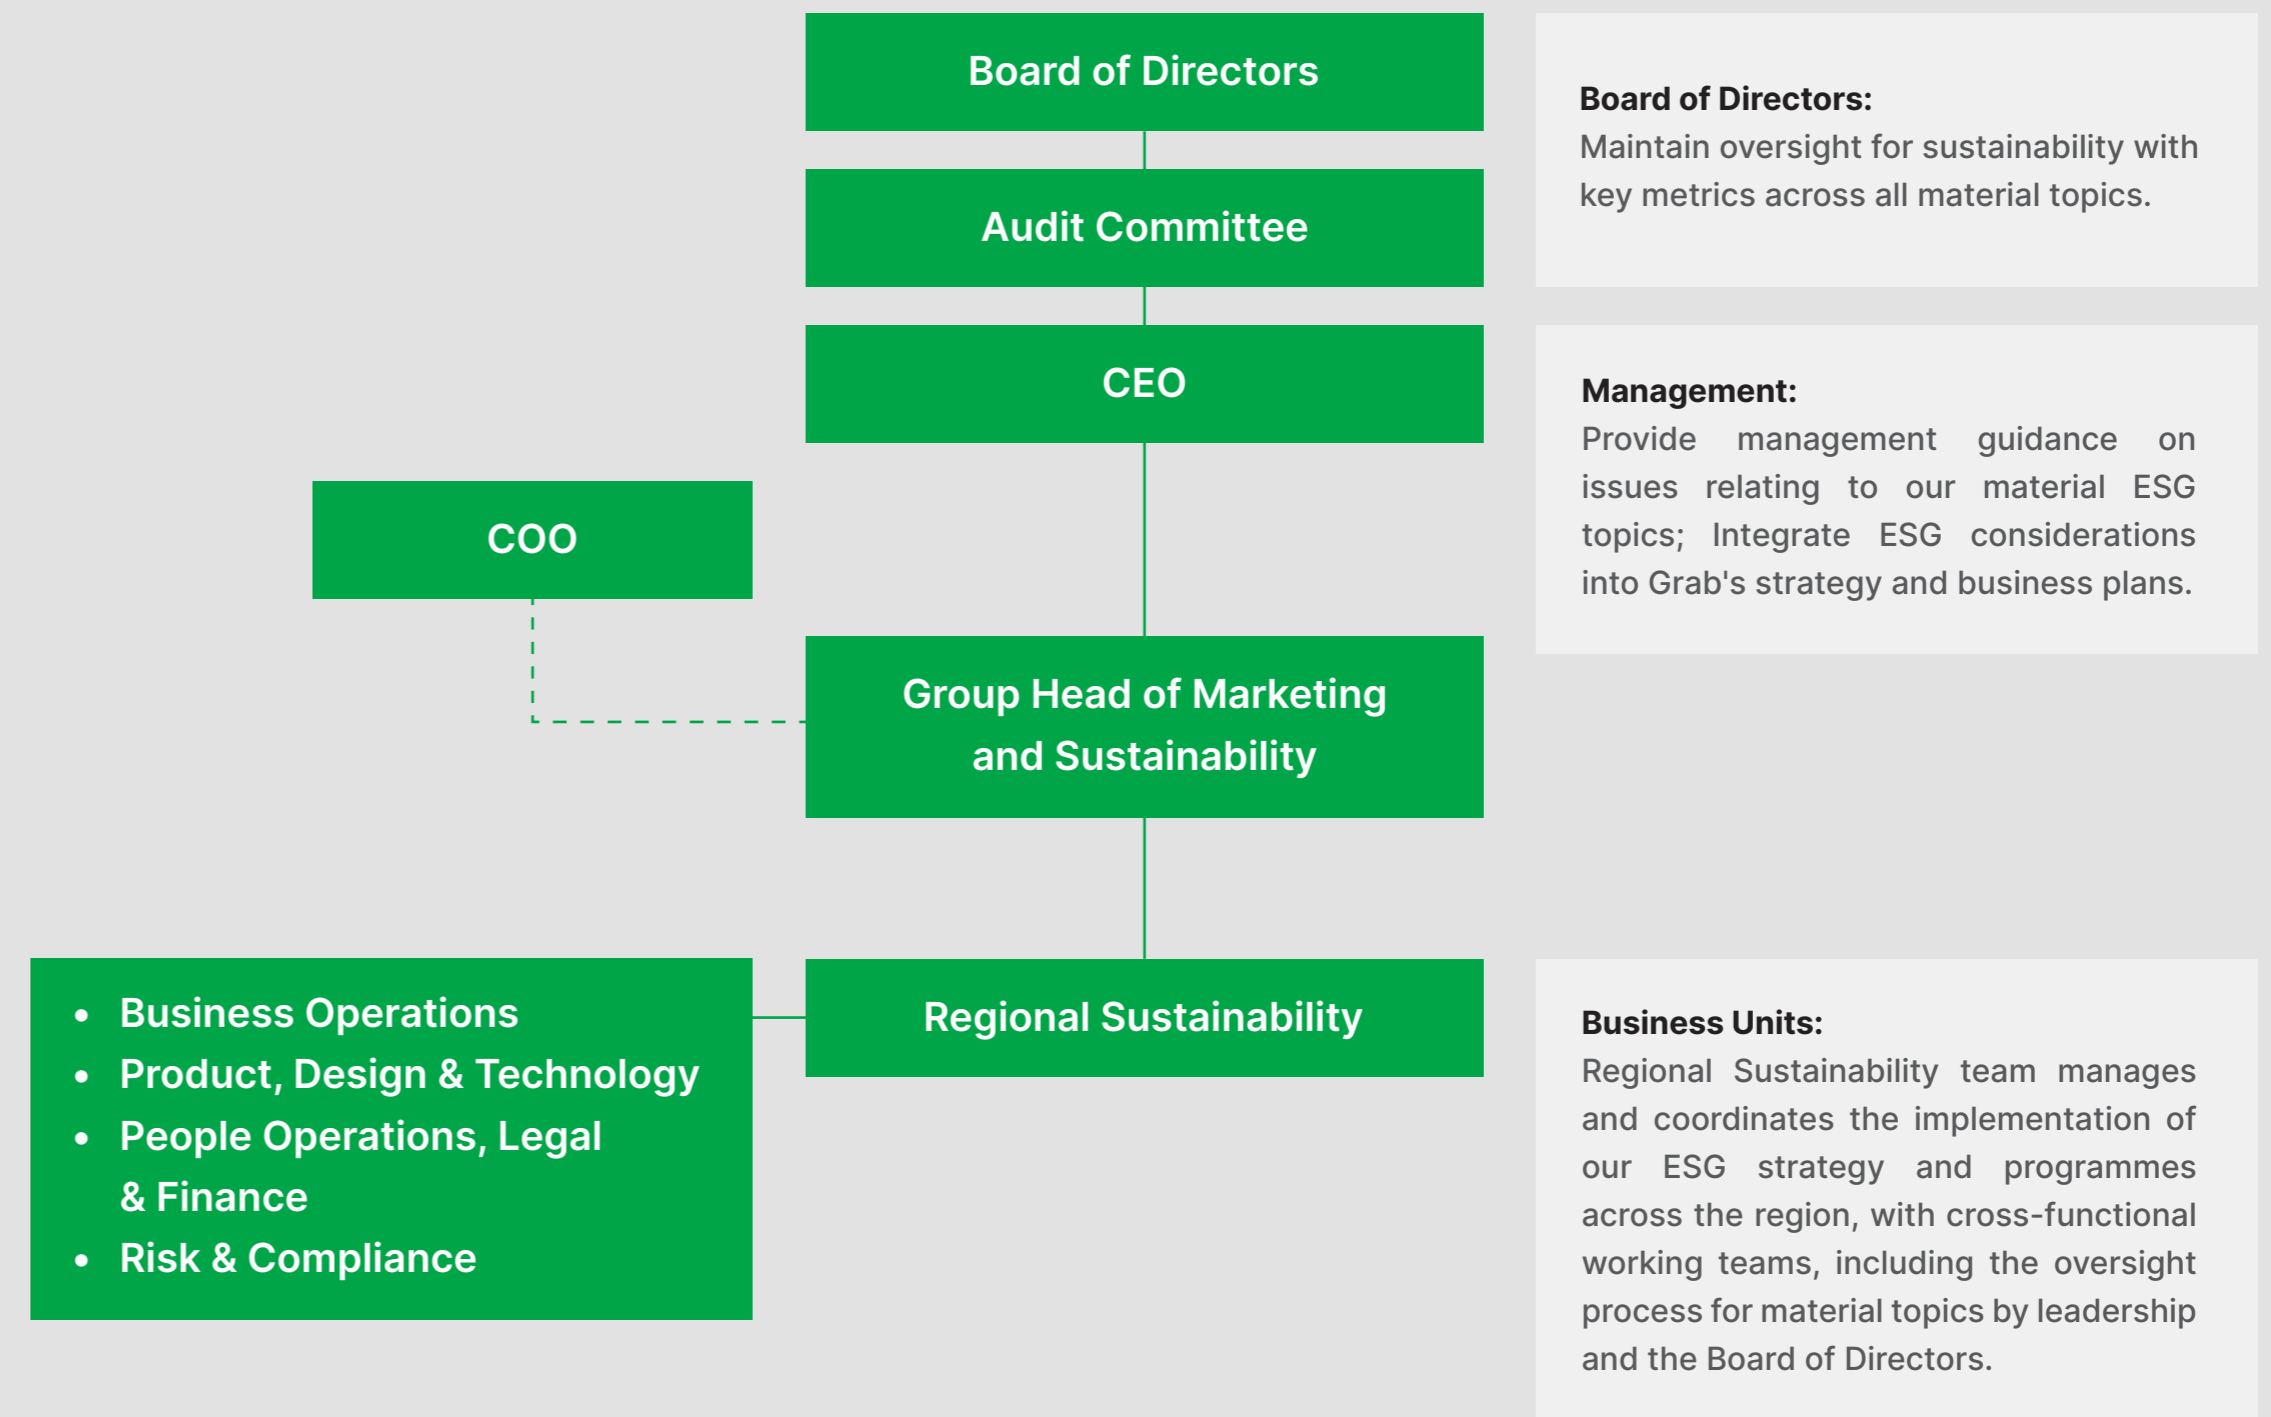 Board of Directors
Audit Committee
CEO
COO
Group Head of Marketing
and Sustainability
Regional Sustainability
• Business Operations
• Product, Design & Technology
• People Operations, Legal
& Finance
• Risk & Compliance
Board of Directors:
Maintain oversight for sustainability with
key metrics across all material topics.
Management:
Provide management guidance on
issues relating to our material ESG
topics; Integrate ESG considerations
into Grab's strategy and business plans.
Business Units:
Regional Sustainability team manages
and coordinates the implementation of
our ESG strategy and programmes
across the region, with cross-functional
working teams, including the oversight
process for material topics by leadership
and the Board of Directors.